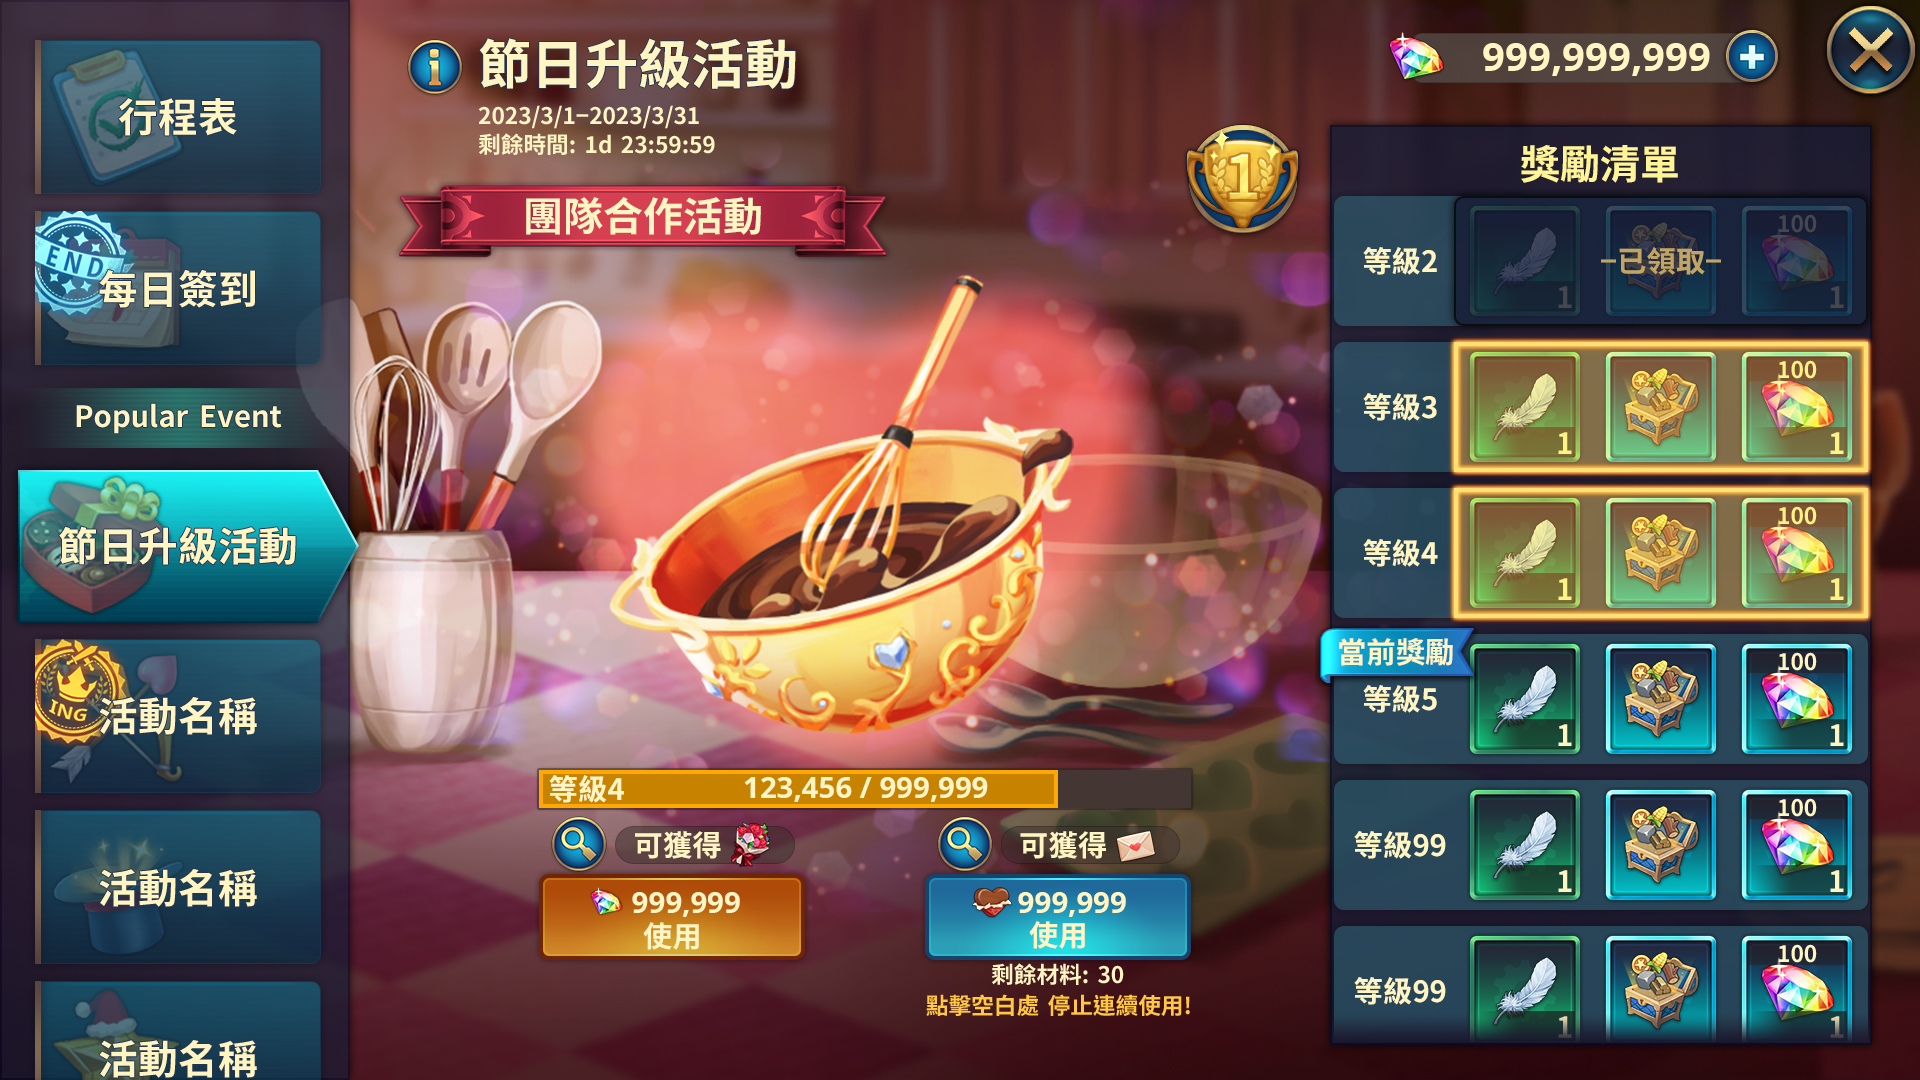 行程表
END
每日簽到
Popular Event
節日升級活動
ING
活動名稱
活動名稱
活動名稱
節日升級活動
2023/3/1-2023/3/31
剩餘時間: 1d 23:59:59
團隊合作活動
1
999,999,999
獎勵清單
等級2
1
100
1
-已領取-
等級3
1
100
1
等級4
1
100
1
當前獎勵
等級5
1
100
1
等級99
1
100
1
等級99
1
100
1
等級4
123,456 / 999,999
可獲得
999,999
使用
可獲得
999,999
使用
剩餘材料: 30
點擊空白處 停止連續使用!